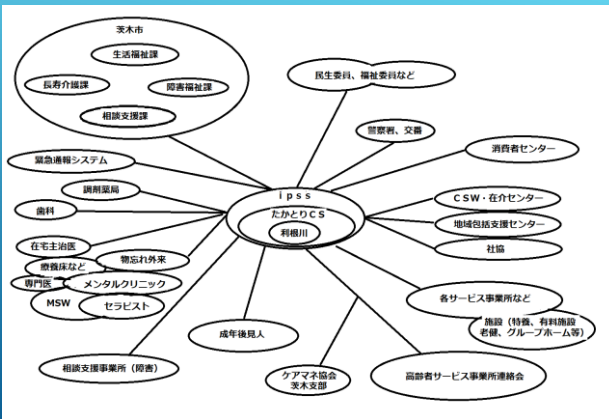 茨木市
生活福祉課
長寿介護課
障害福祉課
相談支援課
民生委員、福祉委員など
警察署、交番
消費者センター
緊急通報システム
調剤薬局
歯科
ipss
たかとりCS
利根川
CSW・在介センター
地域包括支援センター
社協
在宅主治医
物忘れ外来
療養床など
専門医
メンタルクリニック
MSW
セラピスト
各サービス事業所など
施設（特養、有料施設
老健、グループホーム等）
成年後見人
相談支援事業所（障害）
ケアマネ協会
茨木支部
高齢者サービス事業所連絡会